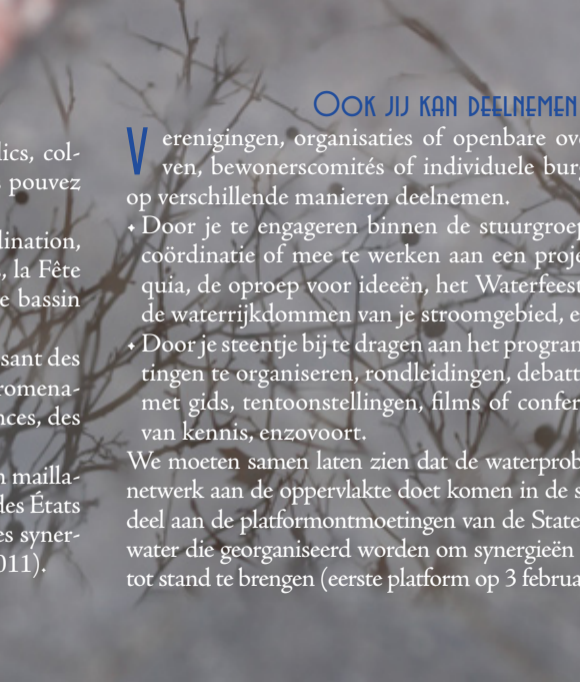 lics, col-
pouvez
lination,
, la Fête
e bassin
sant des
romena-
nces, des
n mailla-
des États
es syner-
011).
Ook jij kan deelnemen
Verenigingen, organisaties of openbare ove
ven, bewonerscomités of individuele burg
op verschillende manieren deelnemen.
Door je te engageren binnen de stuurgroep
coördinatie of mee te werken aan een proje
quia, de oproep voor ideeën, het Waterfeest
de waterrijkdommen van je stroomgebied, e
Door je steentje bij te dragen aan het program
tingen te organiseren, rondleidingen, debatt
met gids, tentoonstellingen, films of confer
van kennis, enzovoort.
We moeten samen laten zien dat de waterprob
netwerk aan de oppervlakte doet komen in de s
deel aan de platformontmoetingen van de State
water die georganiseerd worden om synergieën
tot stand te brengen (eerste platform op 3 februa